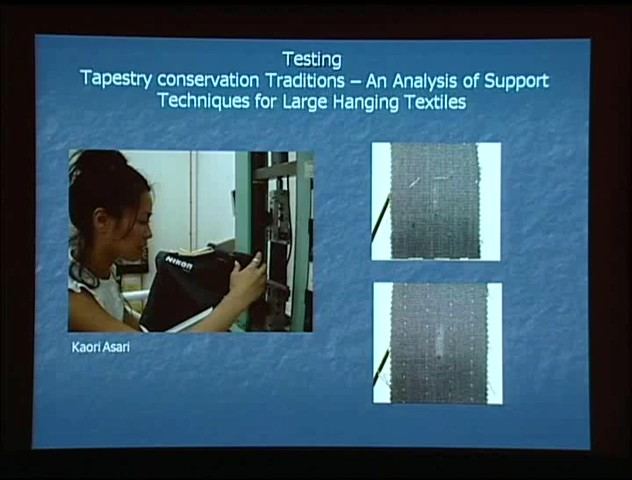 Testing
Tapestry conservation Traditions – An Analysis of Support
Techniques for Large Hanging Textiles
NIKON
Kaori Asari